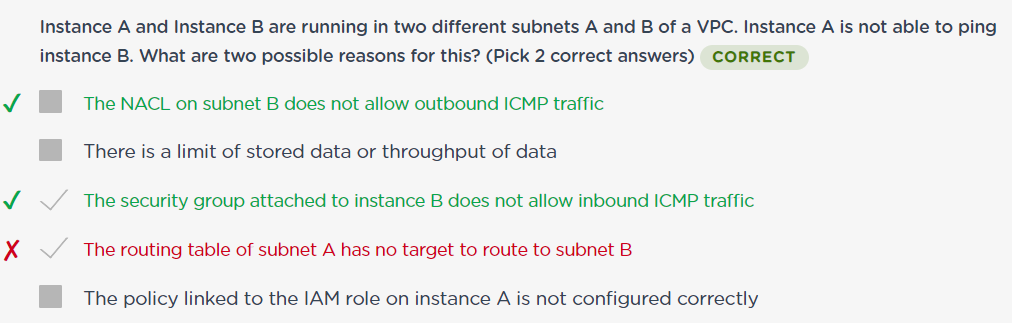 Instance A and Instance B are running in two different subnets A and B of a VPC. Instance A is not able to ping
instance B. What are two possible reasons for this? (Pick 2 correct answers) CORRECT
The NACL on subnet B does not allow outbound ICMP traffic
There is a limit of stored data or throughput of data
The security group attached to instance B does not allow inbound ICMP traffic
The routing table of subnet A has no target to route to subnet B
The policy linked to the IAM role on instance A is not configured correctly